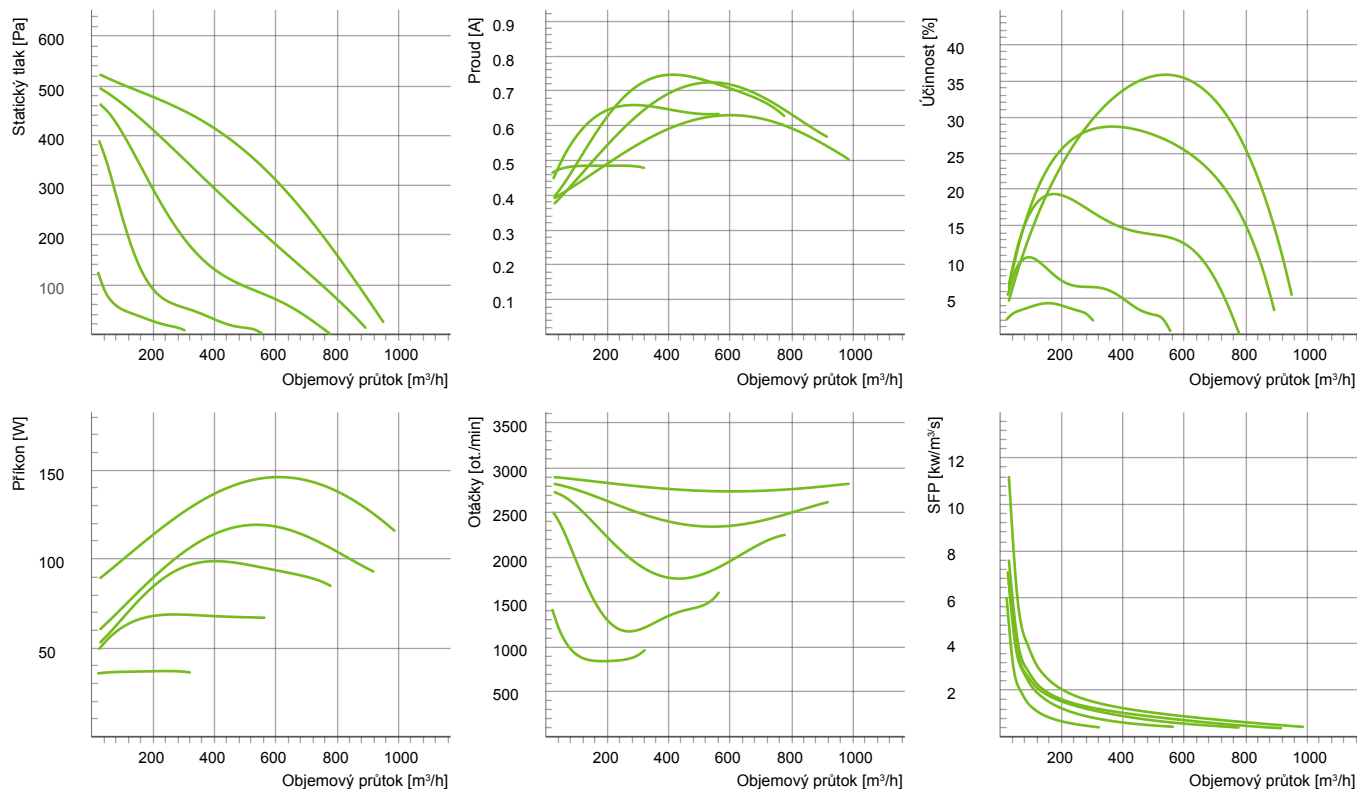 Statický tlak [Pa]
600
500
400
300
200
100
200 400 600 800 1000
Objemový průtok [m³/h]
Proud [A]
0.9
0.8
0.7
0.6
0.5
0.4
0.3
0.2
0.1
200 400 600 800 1000
Objemový průtok [m³/h]
Účinnost [%]
40
35
30
25
20
15
10
5
200 400 600 800 1000
Objemový průtok [m³/h]
Příkon [W]
150
100
50
200 400 600 800 1000
Objemový průtok [m³/h]
Otáčky [ot./min]
3500
3000
2500
2000
1500
1000
500
200 400 600 800 1000
Objemový průtok [m³/h]
SFP [kw/m³/s]
12
10
8
6
4
2
200 400 600 800 1000
Objemový průtok [m³/h]